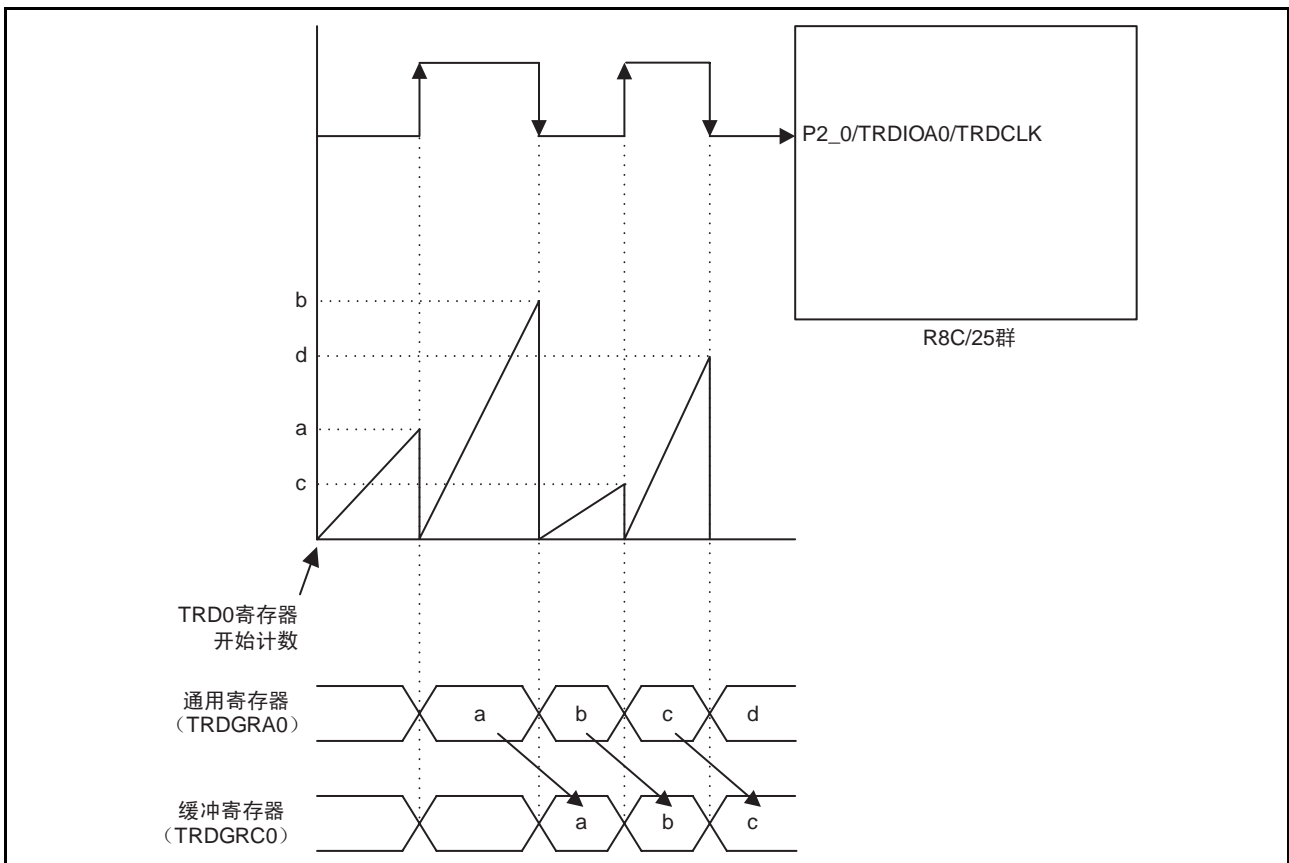 P2_0/TRDIOA0/TRDCLK
R8C/25群
b
d
a
c
TRD0寄存器
开始计数
通用寄存器
（TRDGRA0）
a
b
c
d
缓冲寄存器
（TRDGRC0）
a
b
c